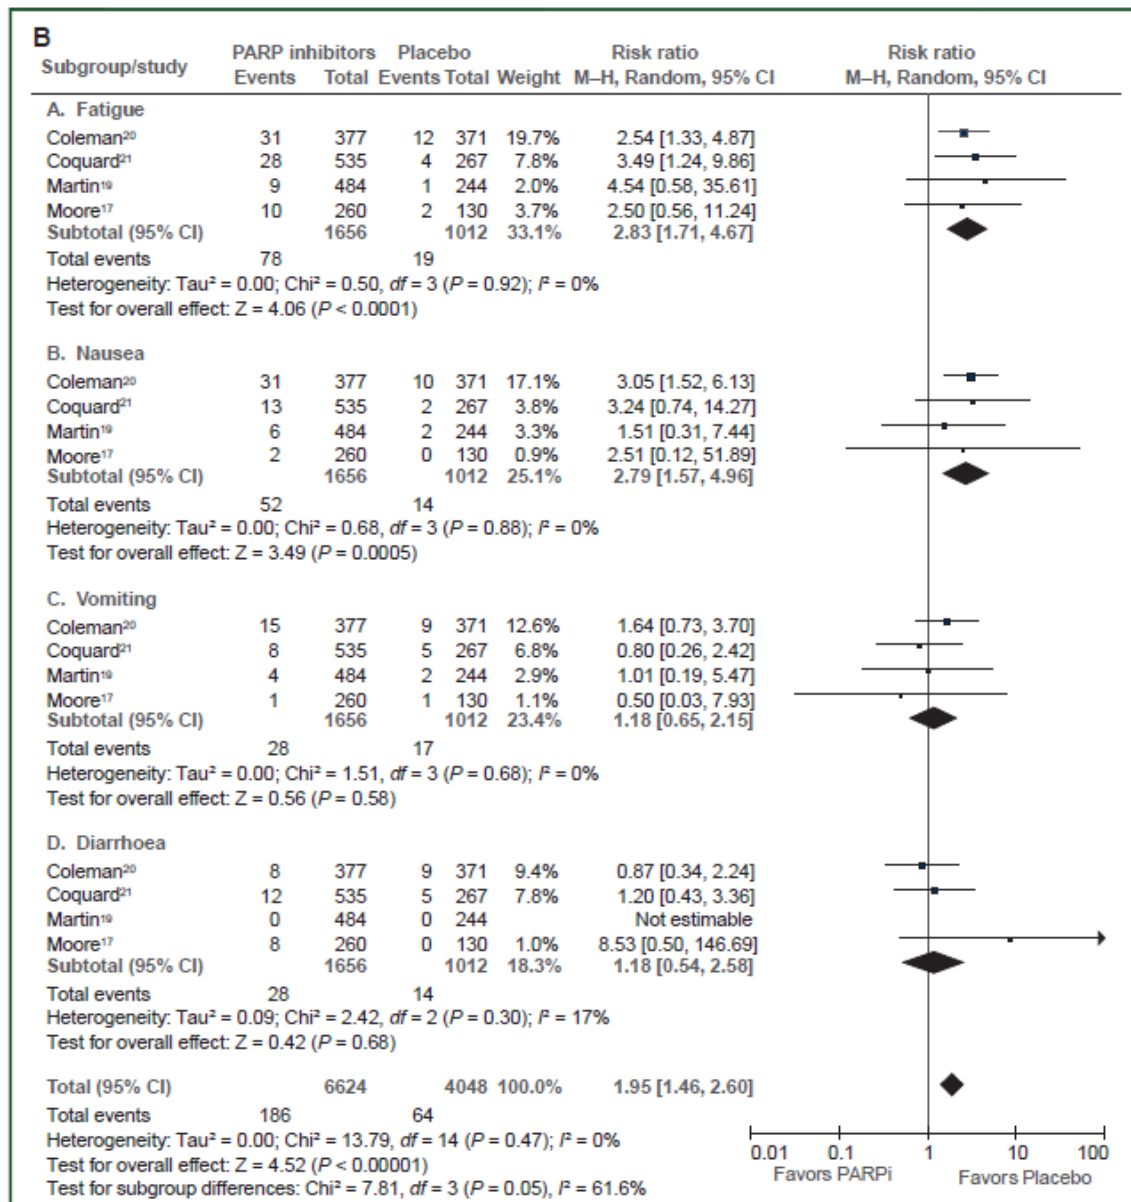 B
PARP inhibitors Placebo Risk ratio Risk ratio
Subgroup/study Events Total Events Total Weight M–H, Random, 95% CI M–H, Random, 95% CI
A. Fatigue
Coleman²⁰ 31 377 12 371 19.7% 2.54 [1.33, 4.87]
Coquard²¹ 28 535 4 267 7.8% 3.49 [1.24, 9.86]
Martin¹⁹ 9 484 1 244 2.0% 4.54 [0.58, 35.61]
Moore¹⁷ 10 260 2 130 3.7% 2.50 [0.56, 11.24]
Subtotal (95% CI) 1656 1012 33.1% 2.83 [1.71, 4.67]
Total events 78 19
Heterogeneity: Tau² = 0.00; Chi² = 0.50, df = 3 (P = 0.92); I² = 0%
Test for overall effect: Z = 4.06 (P < 0.0001)
B. Nausea
Coleman²⁰ 31 377 10 371 17.1% 3.05 [1.52, 6.13]
Coquard²¹ 13 535 2 267 3.8% 3.24 [0.74, 14.27]
Martin¹⁹ 6 484 2 244 3.3% 1.51 [0.31, 7.44]
Moore¹⁷ 2 260 0 130 0.9% 2.51 [0.12, 51.89]
Subtotal (95% CI) 1656 1012 25.1% 2.79 [1.57, 4.96]
Total events 52 14
Heterogeneity: Tau² = 0.00; Chi² = 0.68, df = 3 (P = 0.88); I² = 0%
Test for overall effect: Z = 3.49 (P = 0.0005)
C. Vomiting
Coleman²⁰ 15 377 9 371 12.6% 1.64 [0.73, 3.70]
Coquard²¹ 8 535 5 267 6.8% 0.80 [0.26, 2.42]
Martin¹⁹ 4 484 2 244 2.9% 1.01 [0.19, 5.47]
Moore¹⁷ 1 260 1 130 1.1% 0.50 [0.03, 7.93]
Subtotal (95% CI) 1656 1012 23.4% 1.18 [0.65, 2.15]
Total events 28 17
Heterogeneity: Tau² = 0.00; Chi² = 1.51, df = 3 (P = 0.68); I² = 0%
Test for overall effect: Z = 0.56 (P = 0.58)
D. Diarrhoea
Coleman²⁰ 8 377 9 371 9.4% 0.87 [0.34, 2.24]
Coquard²¹ 12 535 5 267 7.8% 1.20 [0.43, 3.36]
Martin¹⁹ 0 484 0 244 Not estimable
Moore¹⁷ 8 260 0 130 1.0% 8.53 [0.50, 146.69]
Subtotal (95% CI) 1656 1012 18.3% 1.18 [0.54, 2.58]
Total events 28 14
Heterogeneity: Tau² = 0.09; Chi² = 2.42, df = 2 (P = 0.30); I² = 17%
Test for overall effect: Z = 0.42 (P = 0.68)
Total (95% CI) 6624 4048 100.0% 1.95 [1.46, 2.60]
Total events 186 64
Heterogeneity: Tau² = 0.00; Chi² = 13.79, df = 14 (P = 0.47); I² = 0%
Test for overall effect: Z = 4.52 (P < 0.00001)
Test for subgroup differences: Chi² = 7.81, df = 3 (P = 0.05), I² = 61.6%
0.01 0.1 1 10 100
Favors PARPi Favors Placebo